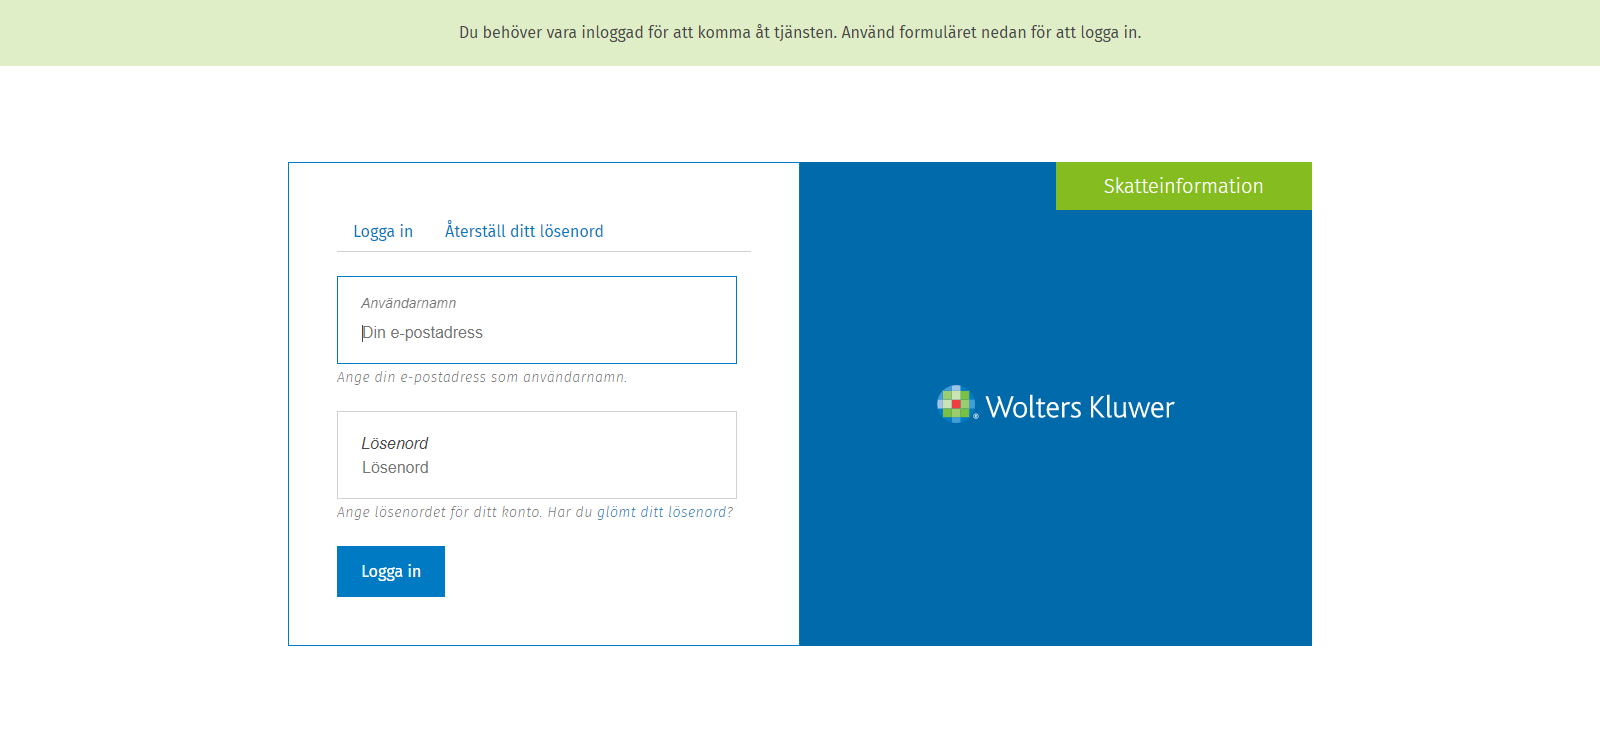 Du behöver vara inloggad för att komma åt tjänsten. Använd formuläret nedan för att logga in.
Skatteinformation
Logga in
Återställ ditt lösenord
Användarnamn
Din e-postadress
Ange din e-postadress som användarnamn.
Lösenord
Lösenord
Ange lösenordet för ditt konto. Har du glömt ditt lösenord?
Logga in
® Wolters Kluwer